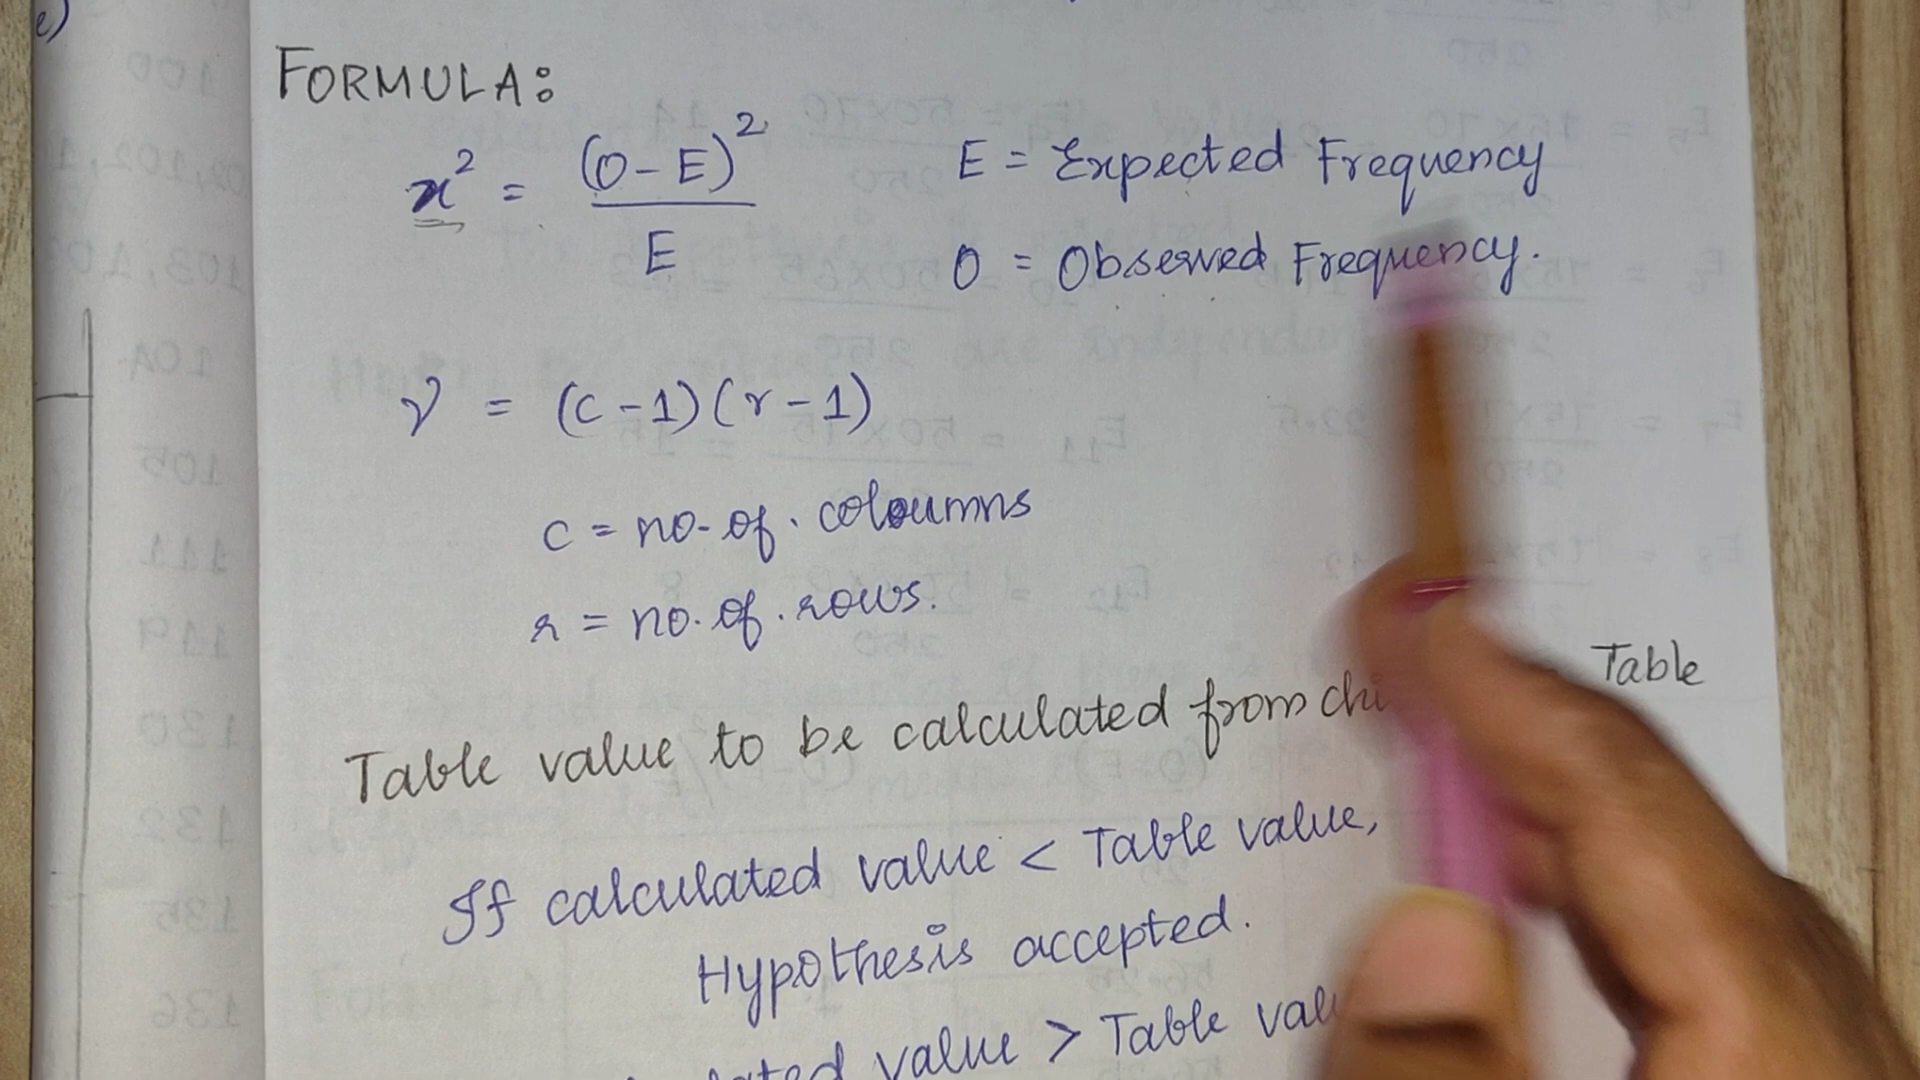 e)
FORMULA:
x² = (O-E)² / E
E = Expected Frequency
O = Observed Frequency.
γ = (c-1)(r-1)
c = no. of. coloumns
r = no. of. rows.
Table value to be calculated from chi Table
If calculated value < Table value,
Hypothesis accepted.
value > Table